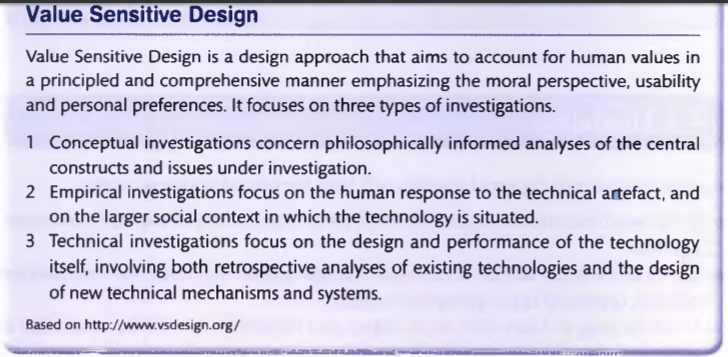 Value Sensitive Design
Value Sensitive Design is a design approach that aims to account for human values in
a principled and comprehensive manner emphasizing the moral perspective, usability
and personal preferences. It focuses on three types of investigations.
1 Conceptual investigations concern philosophically informed analyses of the central
constructs and issues under investigation.
2 Empirical investigations focus on the human response to the technical artefact, and
on the larger social context in which the technology is situated.
3 Technical investigations focus on the design and performance of the technology
itself, involving both retrospective analyses of existing technologies and the design
of new technical mechanisms and systems.
Based on http://www.vsdesign.org/